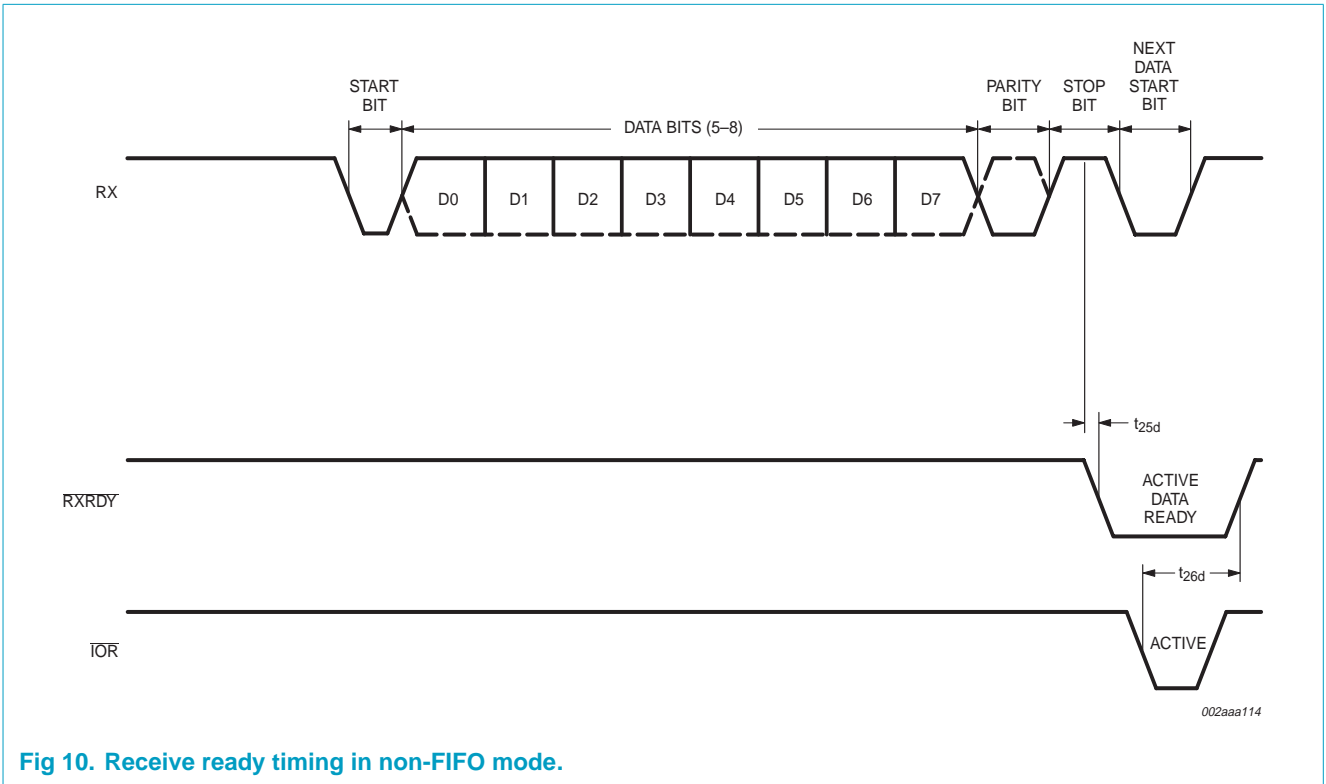 START
BIT
DATA BITS (5–8)
PARITY
BIT
STOP
BIT
NEXT
DATA
START
BIT
RX
D0
D1
D2
D3
D4
D5
D6
D7
t25d
RXRDY
ACTIVE
DATA
READY
t26d
IOR
ACTIVE
002aaa114
Fig 10. Receive ready timing in non-FIFO mode.